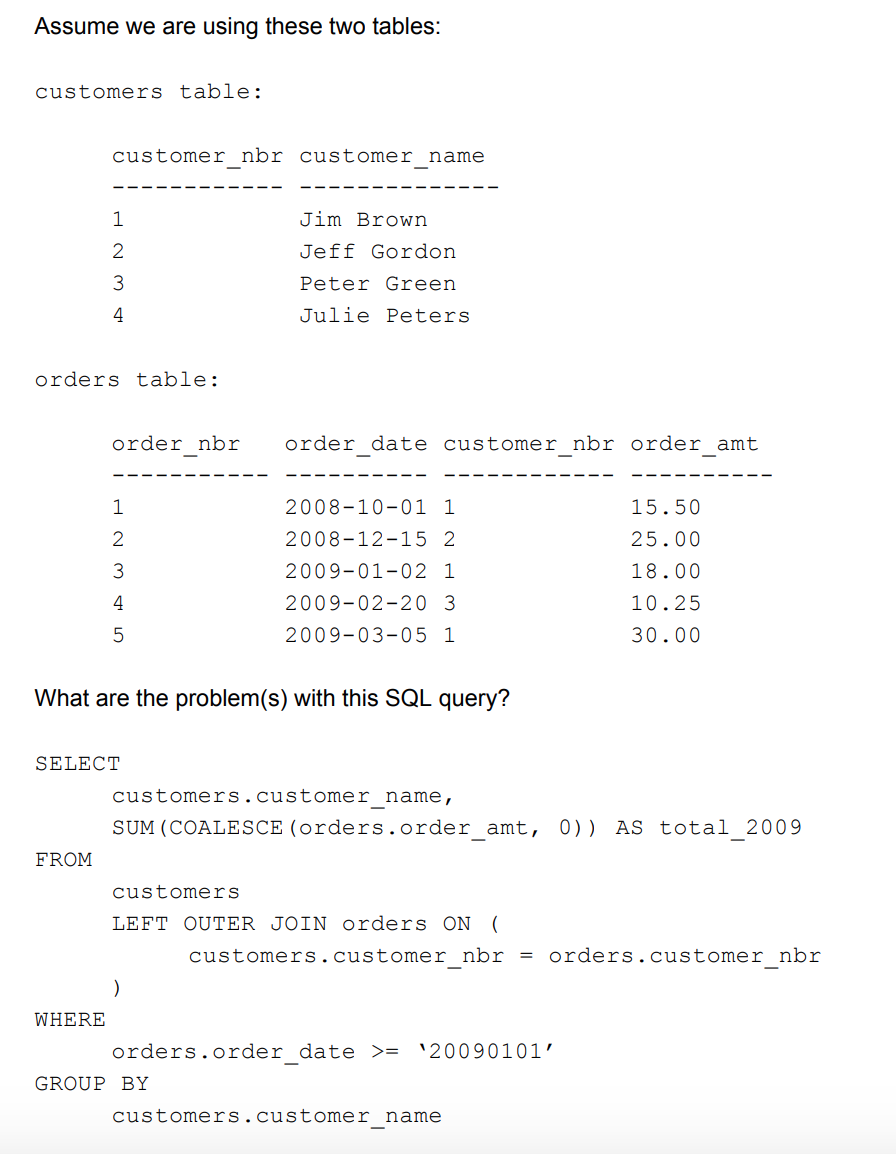 Assume we are using these two tables:
customers table:
customer_nbr customer_name
------------ --------------
1 Jim Brown
2 Jeff Gordon
3 Peter Green
4 Julie Peters
orders table:
order_nbr order_date customer_nbr order_amt
----------- ---------- ------------ ----------
1 2008-10-01 1 15.50
2 2008-12-15 2 25.00
3 2009-01-02 1 18.00
4 2009-02-20 3 10.25
5 2009-03-05 1 30.00
What are the problem(s) with this SQL query?
SELECT
customers.customer_name,
SUM(COALESCE(orders.order_amt, 0)) AS total_2009
FROM
customers
LEFT OUTER JOIN orders ON (
customers.customer_nbr = orders.customer_nbr
)
WHERE
orders.order_date >= ‘20090101’
GROUP BY
customers.customer_name